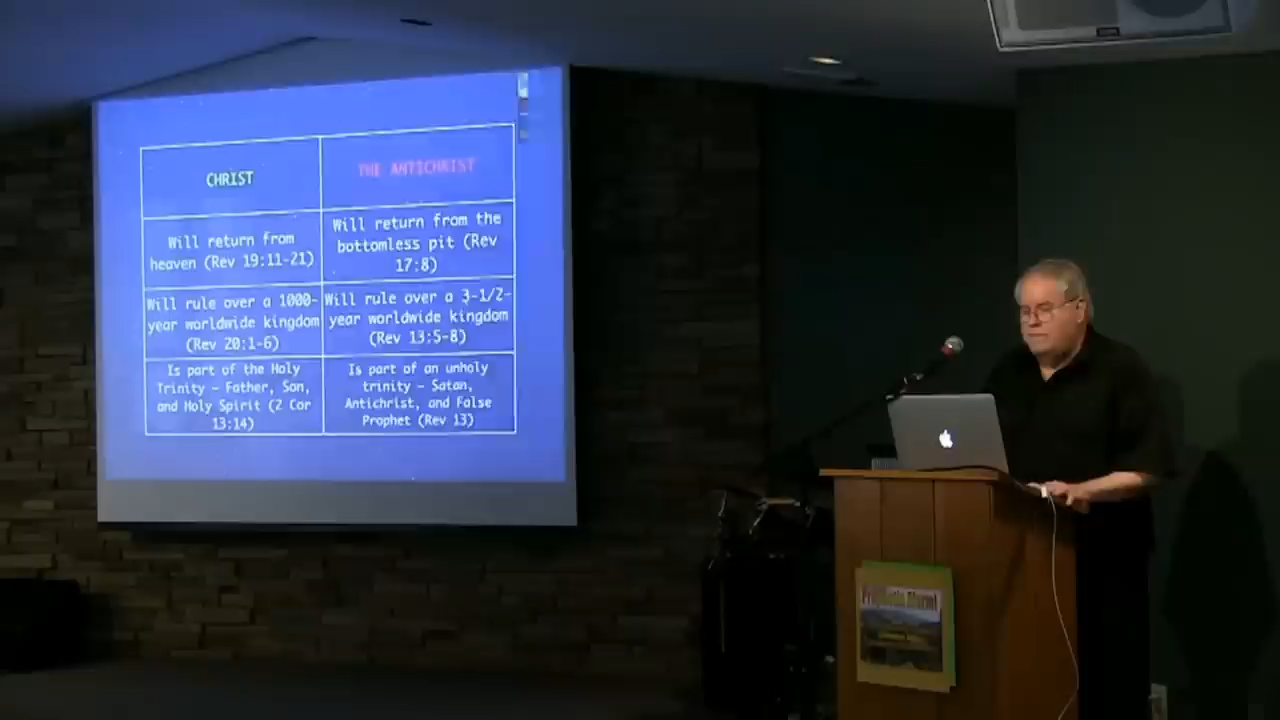 CHRIST
THE ANTICHRIST
Will return from
heaven (Rev 19:11-21)
Will return from the
bottomless pit (Rev
17:8)
Will rule over a 1000-
year worldwide kingdom
(Rev 20:1-6)
Will rule over a 3-1/2-
year worldwide kingdom
(Rev 13:5-8)
Is part of the Holy
Trinity – Father, Son,
and Holy Spirit (2 Cor
13:14)
Is part of an unholy
trinity – Satan,
Antichrist, and False
Prophet (Rev 13)